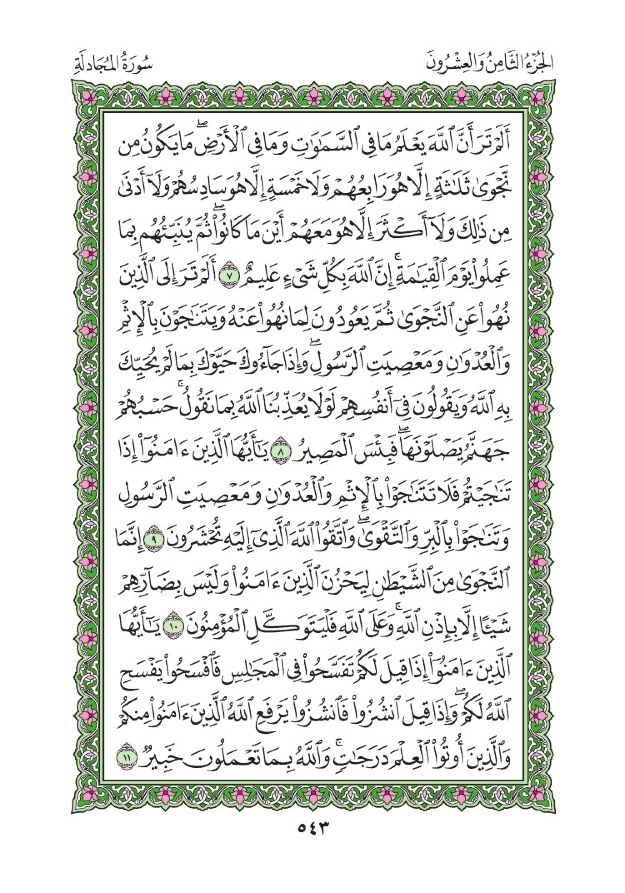 الجُزْءُ الثَّامِنُ وَالعِشْرُونَ
سُورَةُ المُجَادلَةِ
أَلَمْ تَرَ أَنَّ ٱللَّهَ يَعْلَمُ مَا فِي ٱلسَّمَٰوَٰتِ وَمَا فِي ٱلْأَرْضِۖ مَا يَكُونُ مِن
نَّجْوَىٰ ثَلَٰثَةٍ إِلَّا هُوَ رَابِعُهُمْ وَلَا خَمْسَةٍ إِلَّا هُوَ سَادِسُهُمْ وَلَآ أَدْنَىٰ
مِن ذَٰلِكَ وَلَآ أَكْثَرَ إِلَّا هُوَ مَعَهُمْ أَيْنَ مَا كَانُوا۟ۖ ثُمَّ يُنَبِّئُهُم بِمَا
عَمِلُوا۟ يَوْمَ ٱلْقِيَٰمَةِۚ إِنَّ ٱللَّهَ بِكُلِّ شَىْءٍ عَلِيمٌ ٧ أَلَمْ تَرَ إِلَى ٱلَّذِينَ
نُهُوا۟ عَنِ ٱلنَّجْوَىٰ ثُمَّ يَعُودُونَ لِمَا نُهُوا۟ عَنْهُ وَيَتَنَٰجَوْنَ بِٱلْإِثْمِ
وَٱلْعُدْوَٰنِ وَمَعْصِيَتِ ٱلرَّسُولِۖ وَإِذَا جَآءُوكَ حَيَّوْكَ بِمَا لَمْ يُحَيِّكَ
بِهِ ٱللَّهُ وَيَقُولُونَ فِىٓ أَنفُسِهِمْ لَوْلَا يُعَذِّبُنَا ٱللَّهُ بِمَا نَقُولُۚ حَسْبُهُمْ
جَهَنَّمُ يَصْلَوْنَهَاۖ فَبِئْسَ ٱلْمَصِيرُ ٨ يَٰٓأَيُّهَا ٱلَّذِينَ ءَامَنُوٓا۟ إِذَا
تَنَٰجَيْتُمْ فَلَا تَتَنَٰجَوْا۟ بِٱلْإِثْمِ وَٱلْعُدْوَٰنِ وَمَعْصِيَتِ ٱلرَّسُولِ
وَتَنَٰجَوْا۟ بِٱلْبِرِّ وَٱلتَّقْوَىٰۖ وَٱتَّقُوا۟ ٱللَّهَ ٱلَّذِىٓ إِلَيْهِ تُحْشَرُونَ ٩ إِنَّمَا
ٱلنَّجْوَىٰ مِنَ ٱلشَّيْطَٰنِ لِيَحْزُنَ ٱلَّذِينَ ءَامَنُوا۟ وَلَيْسَ بِضَآرِّهِمْ
شَيْـًٔا إِلَّا بِإِذْنِ ٱللَّهِۚ وَعَلَى ٱللَّهِ فَلْيَتَوَكَّلِ ٱلْمُؤْمِنُونَ ١٠ يَٰٓأَيُّهَا
ٱلَّذِينَ ءَامَنُوٓا۟ إِذَا قِيلَ لَكُمْ تَفَسَّحُوا۟ فِى ٱلْمَجَٰلِسِ فَٱفْسَحُوا۟ يَفْسَحِ
ٱللَّهُ لَكُمْۖ وَإِذَا قِيلَ ٱنشُزُوا۟ فَٱنشُزُوا۟ يَرْفَعِ ٱللَّهُ ٱلَّذِينَ ءَامَنُوا۟ مِنكُمْ
وَٱلَّذِينَ أُوتُوا۟ ٱلْعِلْمَ دَرَجَٰتٍۚ وَٱللَّهُ بِمَا تَعْمَلُونَ خَبِيرٌ ١١
٥٤٣